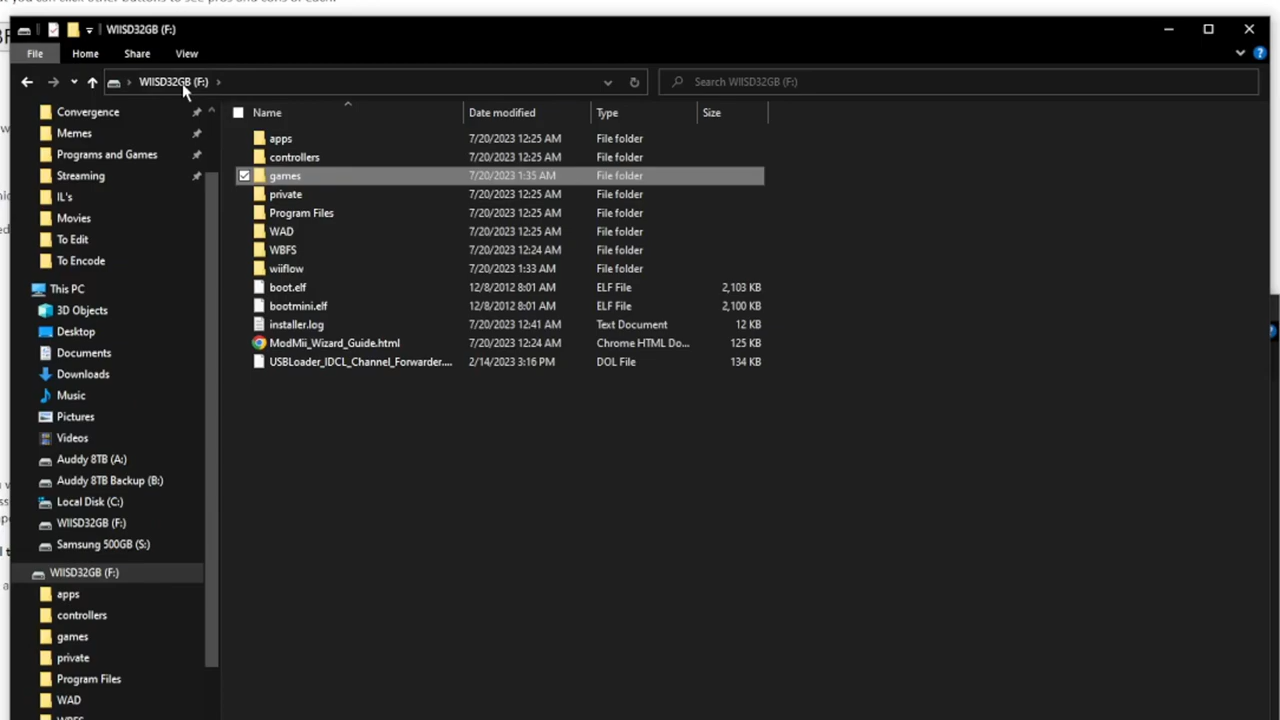 WIISD32GB (F:)
File Home Share View
WIISD32GB (F:) Search WIISD32GB (F:)
Name Date modified Type Size
Convergence
Memes
Programs and Games
Streaming
IL's
Movies
To Edit
To Encode
This PC
3D Objects
Desktop
Documents
Downloads
Music
Pictures
Videos
Auddy 8TB (A:)
Auddy 8TB Backup (B:)
Local Disk (C:)
WIISD32GB (F:)
Samsung 500GB (S:)
WIISD32GB (F:)
apps
controllers
games
private
Program Files
WAD
WBFS
apps 7/20/2023 12:25 AM File folder
controllers 7/20/2023 12:25 AM File folder
games 7/20/2023 1:35 AM File folder
private 7/20/2023 12:25 AM File folder
Program Files 7/20/2023 12:25 AM File folder
WAD 7/20/2023 12:25 AM File folder
WBFS 7/20/2023 12:24 AM File folder
wiiflow 7/20/2023 1:33 AM File folder
boot.elf 12/8/2012 8:01 AM ELF File 2,103 KB
bootmini.elf 12/8/2012 8:01 AM ELF File 2,100 KB
installer.log 7/20/2023 12:41 AM Text Document 12 KB
ModMii_Wizard_Guide.html 7/20/2023 12:24 AM Chrome HTML Do... 125 KB
USBLoader_IDCL_Channel_Forwarder.... 2/14/2023 3:16 PM DOL File 134 KB